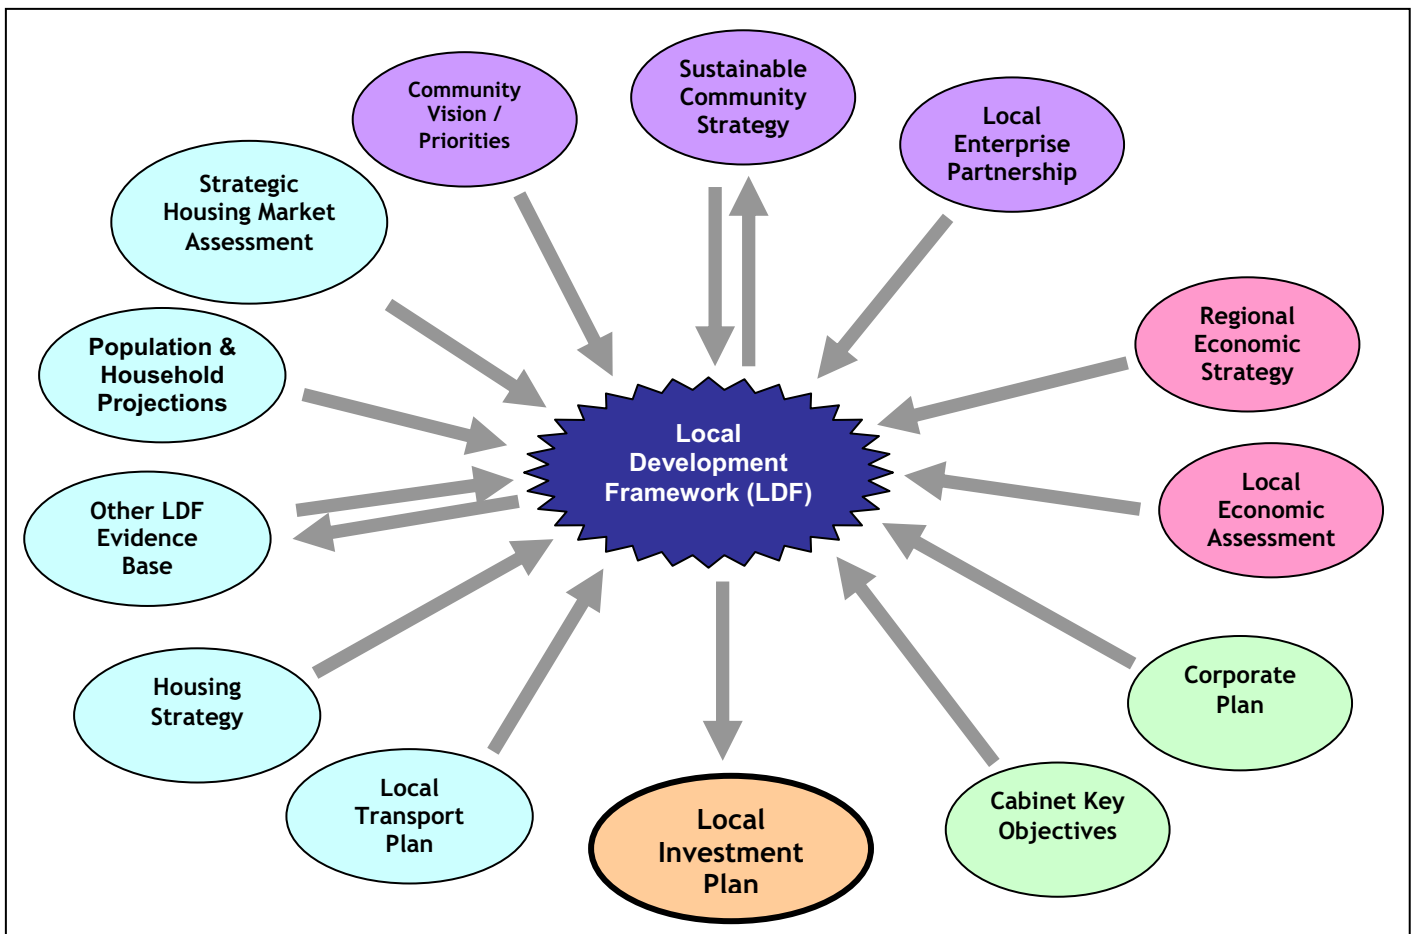 Community
Vision /
Priorities
Sustainable
Community
Strategy
Local
Enterprise
Partnership
Strategic
Housing Market
Assessment
Regional
Economic
Strategy
Population &
Household
Projections
Local
Development
Framework (LDF)
Local
Economic
Assessment
Other LDF
Evidence
Base
Corporate
Plan
Housing
Strategy
Local
Transport
Plan
Local
Investment
Plan
Cabinet Key
Objectives